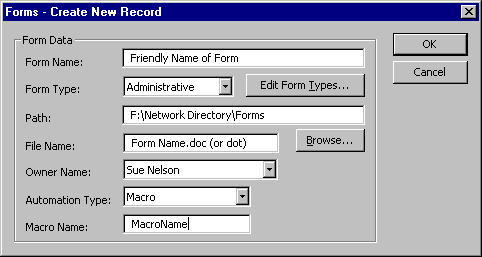 Forms - Create New Record
Form Data
Form Name: Friendly Name of Form
OK
Cancel
Form Type: Administrative Edit Form Types...
Path: F:\Network Directory\Forms
File Name: Form Name.doc (or dot) Browse...
Owner Name: Sue Nelson
Automation Type: Macro
Macro Name: MacroName